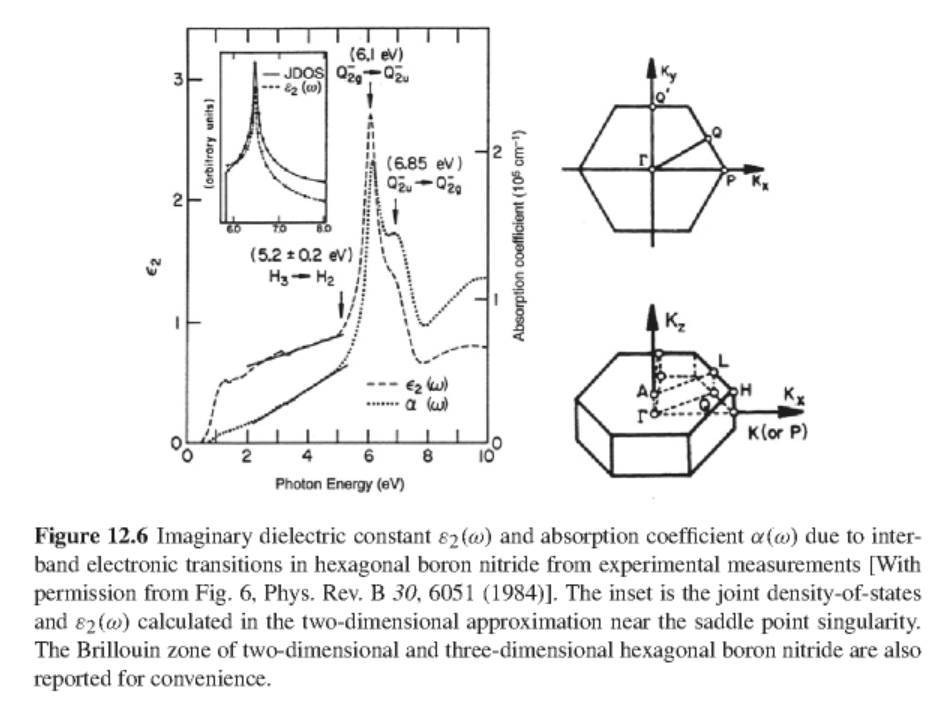 3
2
1
0
ϵ2
(arbitrary units)
JDOS
ε2 (ω)
6.0 7.0 8.0
(6.1 eV)
Q⁻2g → Q⁻2u
(6.85 eV)
Q⁻2u → Q⁻2g
(5.2 ± 0.2 eV)
H3 → H2
ϵ2 (ω)
α (ω)
2
1
0
Absorption coefficient (10⁵ cm⁻¹)
0 2 4 6 8 10
Photon Energy (eV)
Ky
Q'
Q
Γ
P
Kx
Kz
L
A
H
Kx
Q
Γ
K(or P)
Figure 12.6 Imaginary dielectric constant ε2(ω) and absorption coefficient α(ω) due to inter-
band electronic transitions in hexagonal boron nitride from experimental measurements [With
permission from Fig. 6, Phys. Rev. B 30, 6051 (1984)]. The inset is the joint density-of-states
and ε2(ω) calculated in the two-dimensional approximation near the saddle point singularity.
The Brillouin zone of two-dimensional and three-dimensional hexagonal boron nitride are also
reported for convenience.